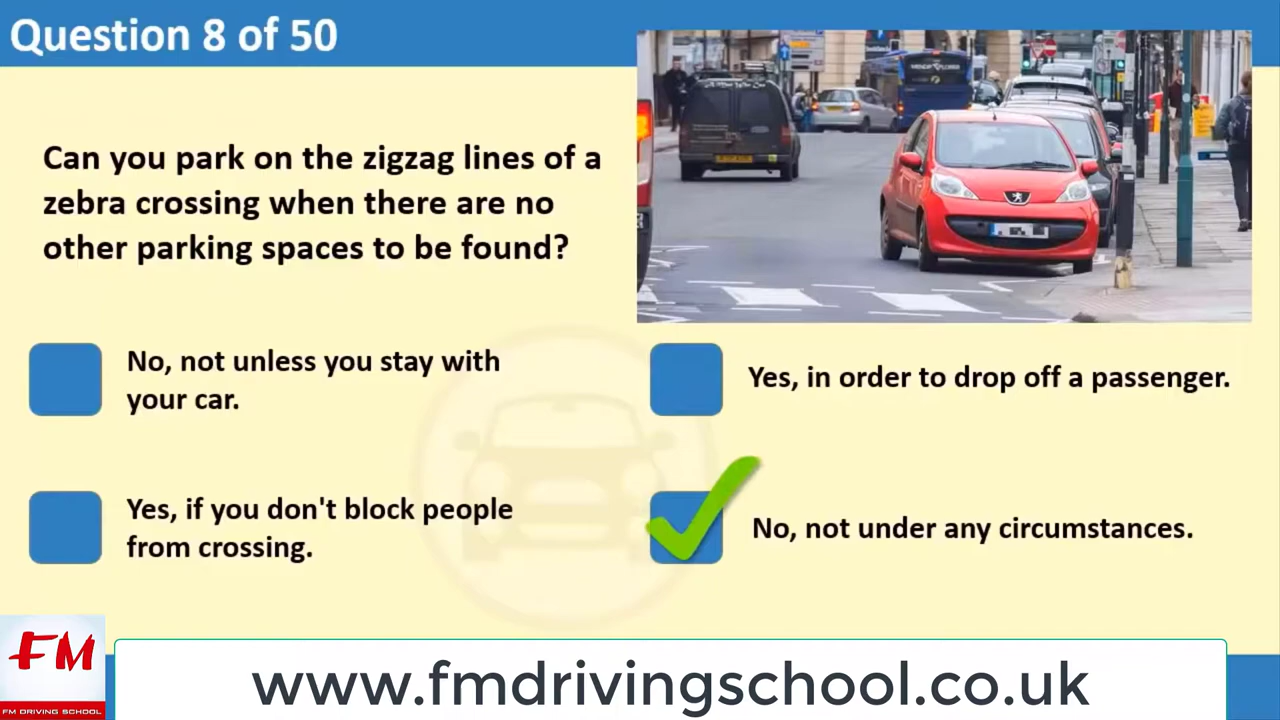 Question 8 of 50
Can you park on the zigzag lines of a
zebra crossing when there are no
other parking spaces to be found?
No, not unless you stay with
your car.
Yes, in order to drop off a passenger.
Yes, if you don't block people
from crossing.
No, not under any circumstances.
FM
FM DRIVING SCHOOL
www.fmdrivingschool.co.uk